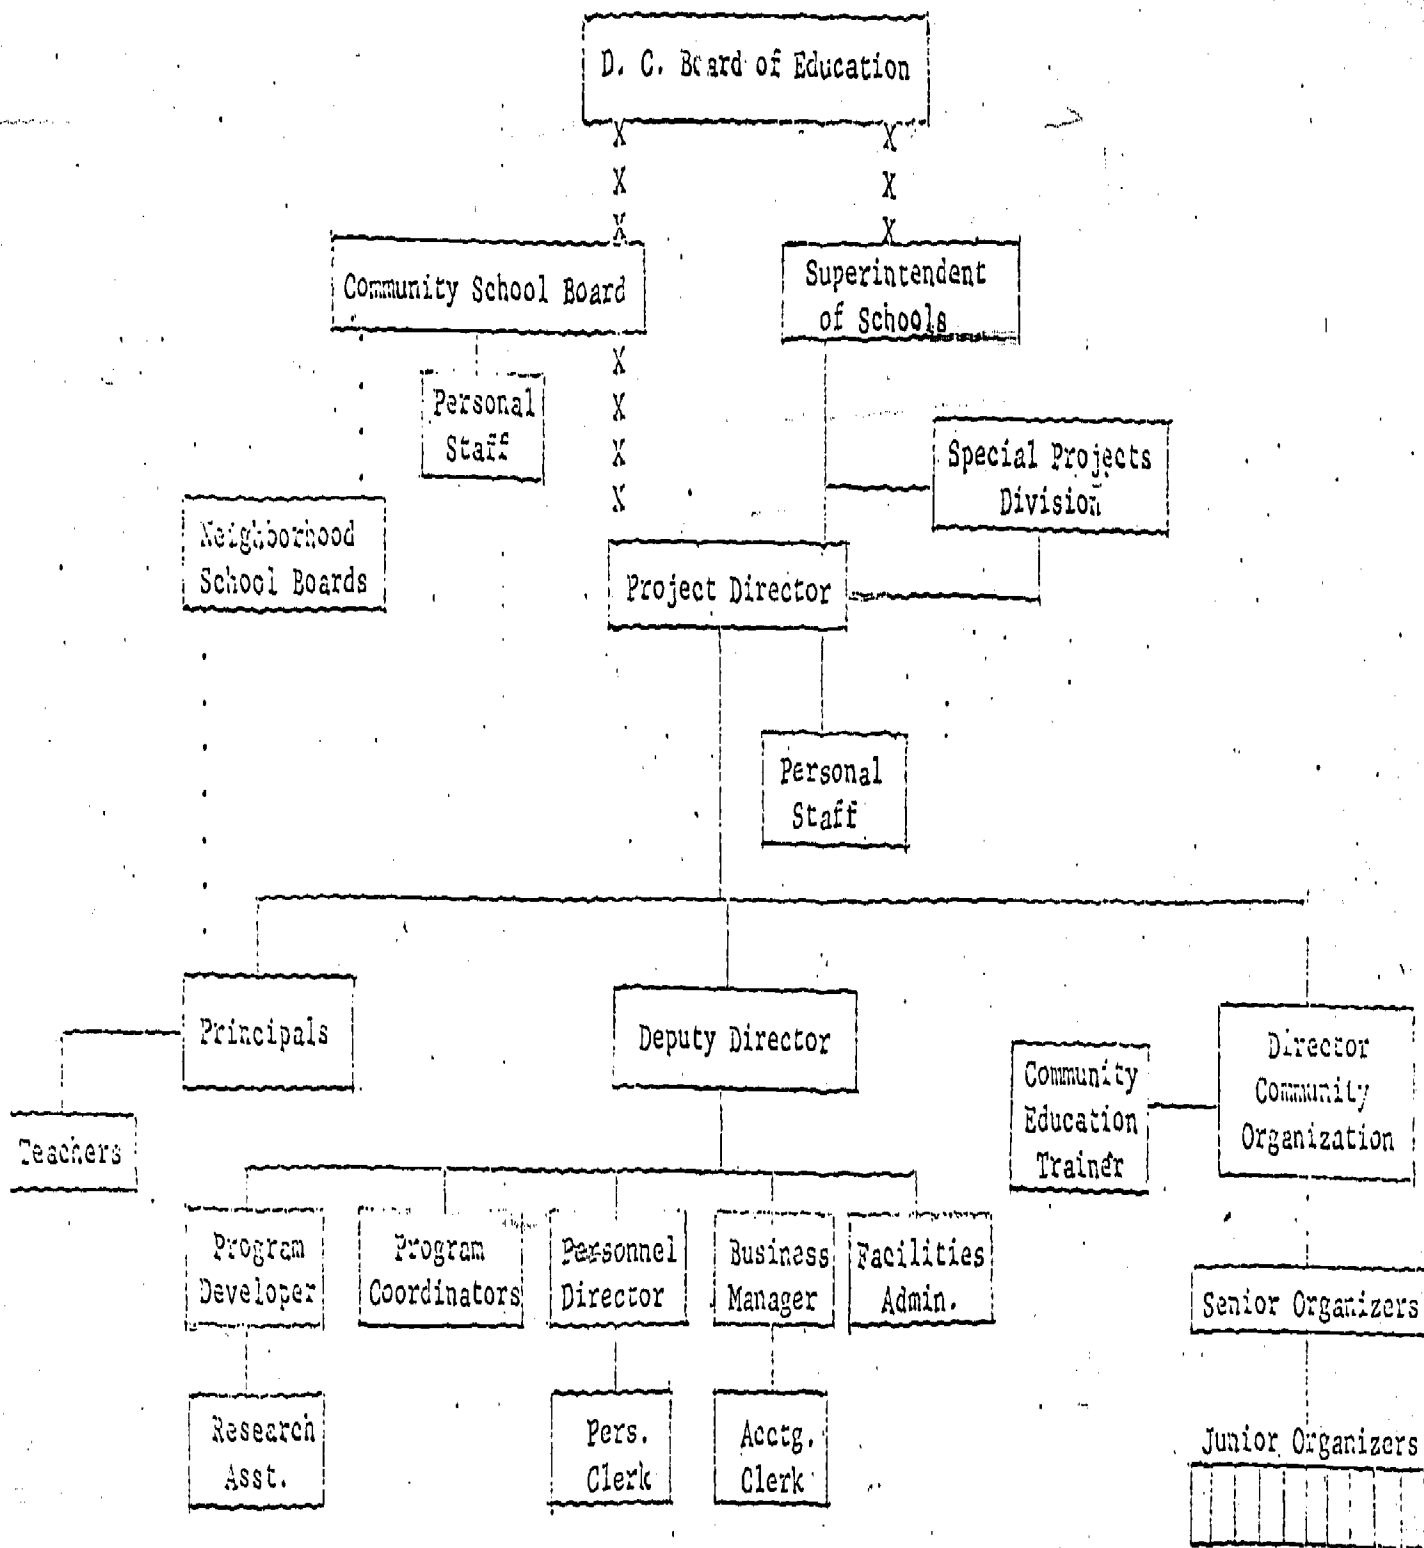 D. C. Board of Education
X X
X X
X X
Community School Board
Superintendent
of Schools
X
X
X
X
Personal
Staff
Special Projects
Division
Neighborhood
School Boards
Project Director
Personal
Staff
Principals
Deputy Director
Director
Community
Organization
Community
Education
Trainer
Teachers
Program
Developer
Program
Coordinators
Personnel
Director
Business
Manager
Facilities
Admin.
Senior Organizers
Research
Asst.
Pers.
Clerk
Acctg.
Clerk
Junior Organizers